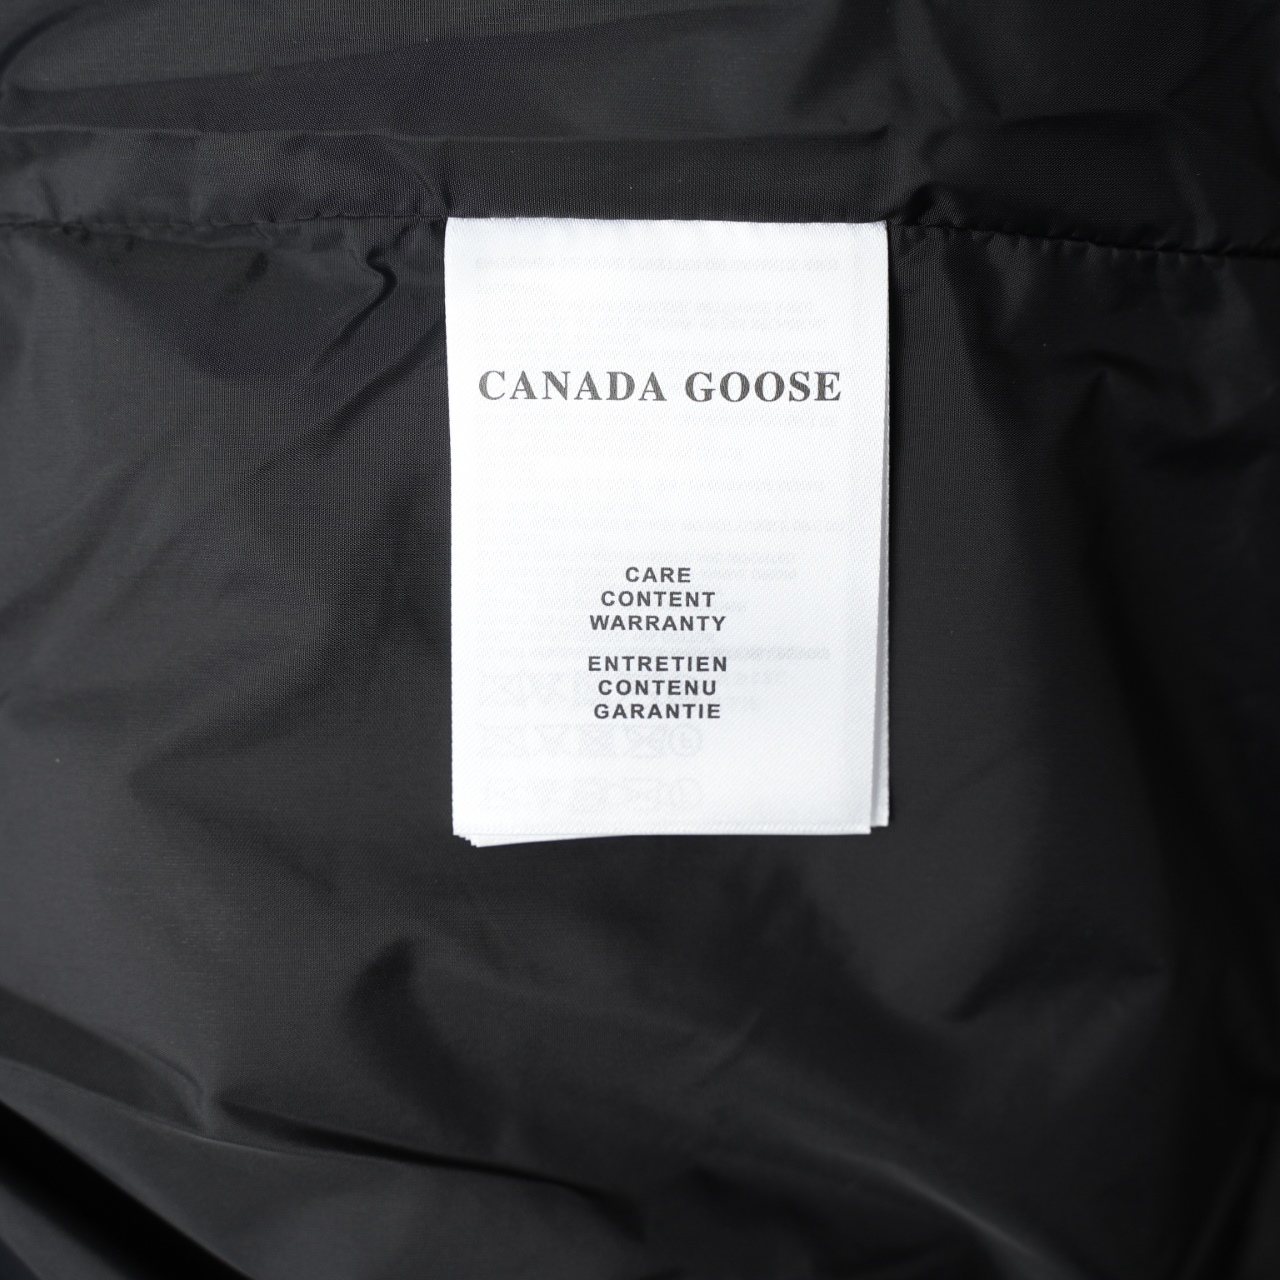 CANADA GOOSE
CARE
CONTENT
WARRANTY
ENTRETIEN
CONTENU
GARANTIE